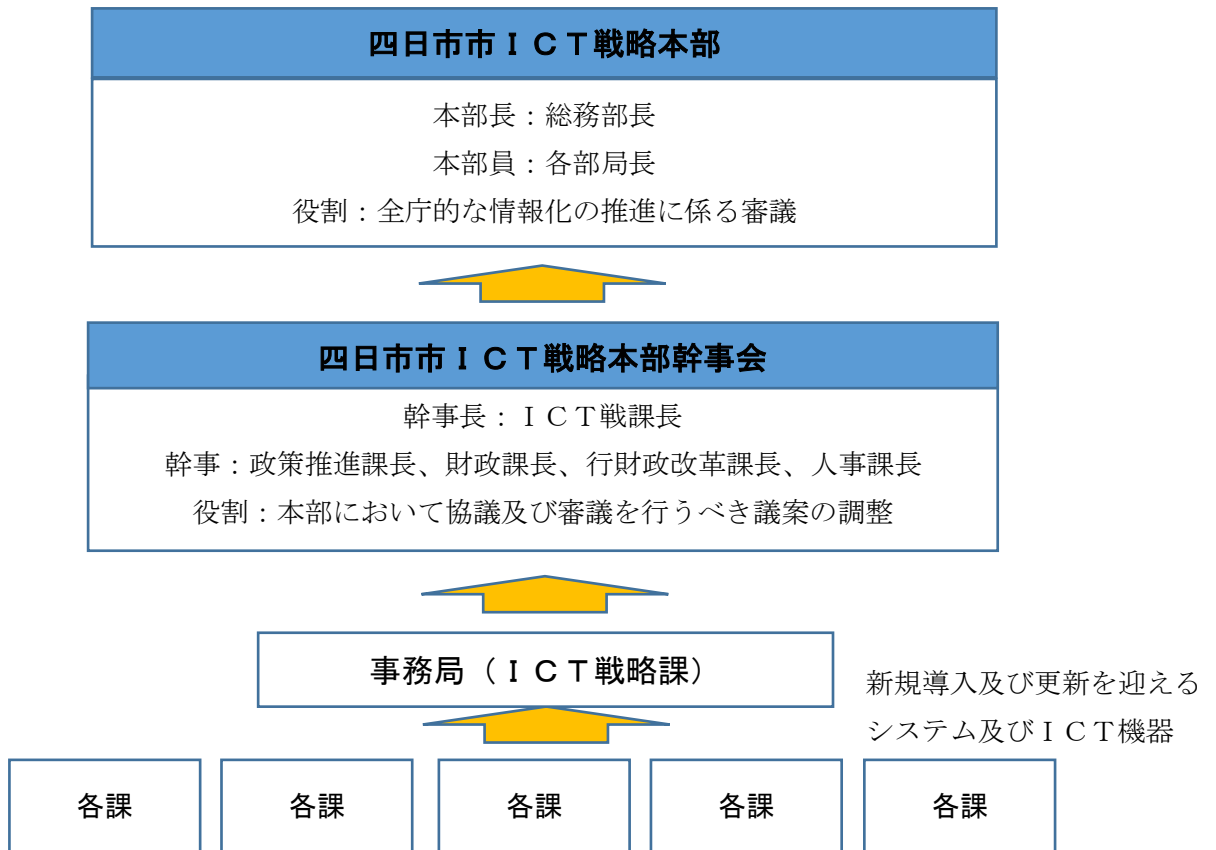 四日市市ＩＣＴ戦略本部
本部長：総務部長
本部員：各部局長
役割：全庁的な情報化の推進に係る審議
四日市市ＩＣＴ戦略本部幹事会
幹事長：ＩＣＴ戦課長
幹事：政策推進課長、財政課長、行財政改革課長、人事課長
役割：本部において協議及び審議を行うべき議案の調整
事務局（ＩＣＴ戦略課）
新規導入及び更新を迎える
システム及びＩＣＴ機器
各課
各課
各課
各課
各課